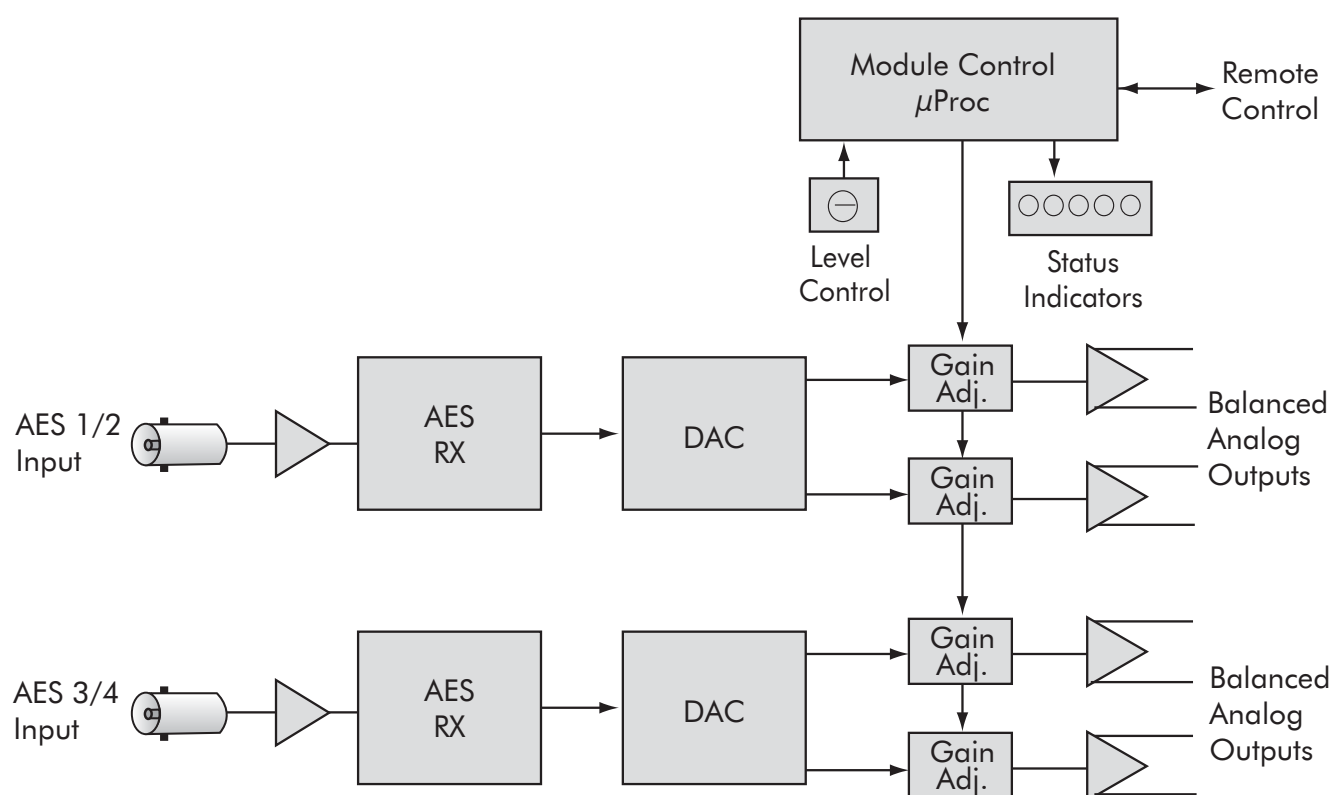 Module Control
µProc
Remote
Control
Level
Control
Status
Indicators
AES 1/2
Input
AES
RX
DAC
Gain
Adj.
Gain
Adj.
Balanced
Analog
Outputs
AES 3/4
Input
AES
RX
DAC
Gain
Adj.
Gain
Adj.
Balanced
Analog
Outputs